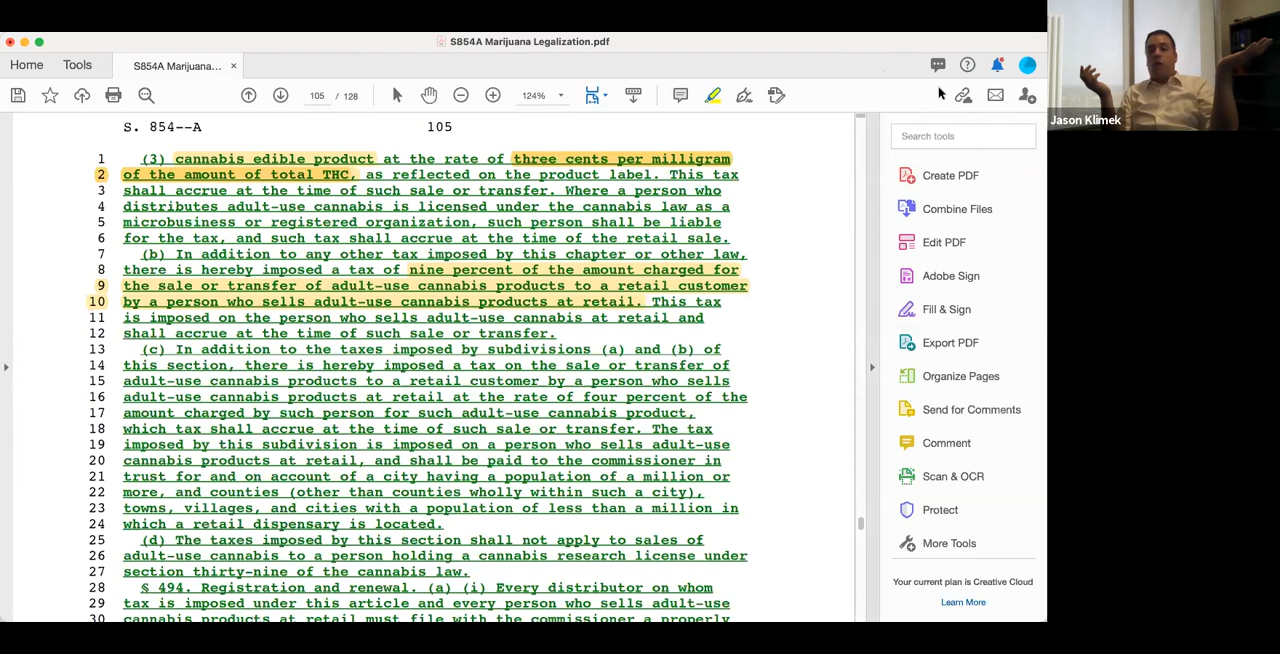 S854A Marijuana Legalization.pdf
Home
Tools
S854A Marijuana...
×
105 / 128
124%
Jason Klimek
S. 854--A 105
1 (3) cannabis edible product at the rate of three cents per milligram
2 of the amount of total THC, as reflected on the product label. This tax
3 shall accrue at the time of such sale or transfer. Where a person who
4 distributes adult-use cannabis is licensed under the cannabis law as a
5 microbusiness or registered organization, such person shall be liable
6 for the tax, and such tax shall accrue at the time of the retail sale.
7 (b) In addition to any other tax imposed by this chapter or other law,
8 there is hereby imposed a tax of nine percent of the amount charged for
9 the sale or transfer of adult-use cannabis products to a retail customer
10 by a person who sells adult-use cannabis products at retail. This tax
11 is imposed on the person who sells adult-use cannabis at retail and
12 shall accrue at the time of such sale or transfer.
13 (c) In addition to the taxes imposed by subdivisions (a) and (b) of
14 this section, there is hereby imposed a tax on the sale or transfer of
15 adult-use cannabis products to a retail customer by a person who sells
16 adult-use cannabis products at retail at the rate of four percent of the
17 amount charged by such person for such adult-use cannabis product,
18 which tax shall accrue at the time of such sale or transfer. The tax
19 imposed by this subdivision is imposed on a person who sells adult-use
20 cannabis products at retail, and shall be paid to the commissioner in
21 trust for and on account of a city having a population of a million or
22 more, and counties (other than counties wholly within such a city),
23 towns, villages, and cities with a population of less than a million in
24 which a retail dispensary is located.
25 (d) The taxes imposed by this section shall not apply to sales of
26 adult-use cannabis to a person holding a cannabis research license under
27 section thirty-nine of the cannabis law.
28 § 494. Registration and renewal. (a) (i) Every distributor on whom
29 tax is imposed under this article and every person who sells adult-use
30 cannabis products at retail must file with the commissioner a properly
Search tools
Create PDF
Combine Files
Edit PDF
Adobe Sign
Fill & Sign
Export PDF
Organize Pages
Send for Comments
Comment
Scan & OCR
Protect
More Tools
Your current plan is Creative Cloud
Learn More